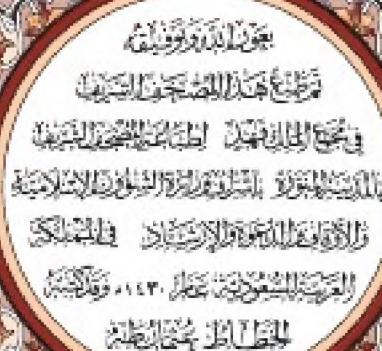 بعون الله وتوفيقه
تم طبع هذا المصحف الشريف
في مجمع الملك فهد لطباعة المصحف الشريف
بالمدينة المنورة بإشراف وزارة الشؤون الإسلامية
والأوقاف والدعوة والإرشاد في المملكة
العربية السعودية عام ١٤٣٠هـ وقد كتبه
الخطاط عثمان طه